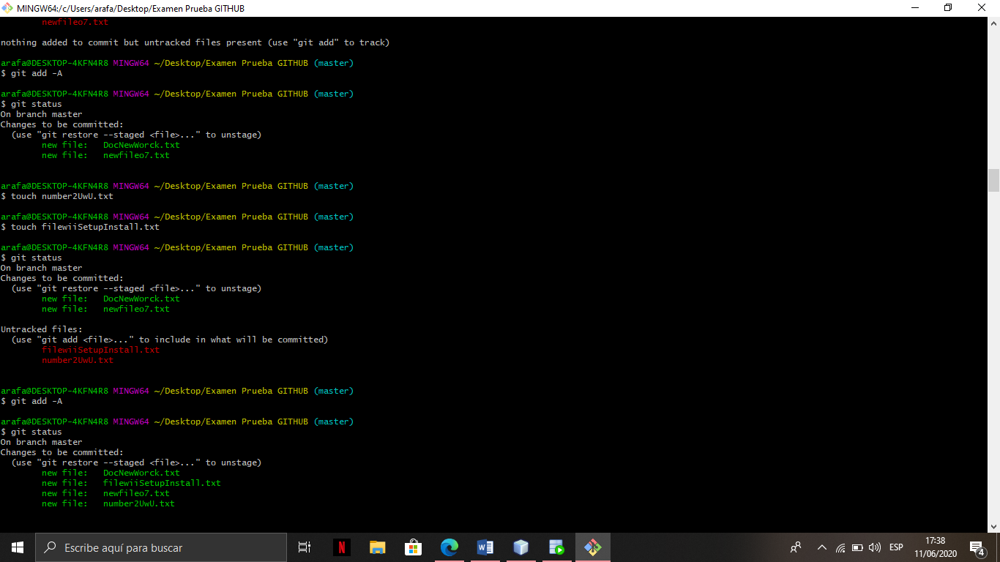 MINGW64:/c/Users/arafa/Desktop/Examen Prueba GITHUB
newfileo7.txt
nothing added to commit but untracked files present (use "git add" to track)
arafa@DESKTOP-4KFN4R8 MINGW64 ~/Desktop/Examen Prueba GITHUB (master)
$ git add -A
arafa@DESKTOP-4KFN4R8 MINGW64 ~/Desktop/Examen Prueba GITHUB (master)
$ git status
On branch master
Changes to be committed:
  (use "git restore --staged <file>..." to unstage)
        new file:   DocNewWorck.txt
        new file:   newfileo7.txt
arafa@DESKTOP-4KFN4R8 MINGW64 ~/Desktop/Examen Prueba GITHUB (master)
$ touch number2UwU.txt
arafa@DESKTOP-4KFN4R8 MINGW64 ~/Desktop/Examen Prueba GITHUB (master)
$ touch filewiiSetupInstall.txt
arafa@DESKTOP-4KFN4R8 MINGW64 ~/Desktop/Examen Prueba GITHUB (master)
$ git status
On branch master
Changes to be committed:
  (use "git restore --staged <file>..." to unstage)
        new file:   DocNewWorck.txt
        new file:   newfileo7.txt
Untracked files:
  (use "git add <file>..." to include in what will be committed)
        filewiiSetupInstall.txt
        number2UwU.txt
arafa@DESKTOP-4KFN4R8 MINGW64 ~/Desktop/Examen Prueba GITHUB (master)
$ git add -A
arafa@DESKTOP-4KFN4R8 MINGW64 ~/Desktop/Examen Prueba GITHUB (master)
$ git status
On branch master
Changes to be committed:
  (use "git restore --staged <file>..." to unstage)
        new file:   DocNewWorck.txt
        new file:   filewiiSetupInstall.txt
        new file:   newfileo7.txt
        new file:   number2UwU.txt
Escribe aquí para buscar
N
W
ESP
17:38
11/06/2020
4